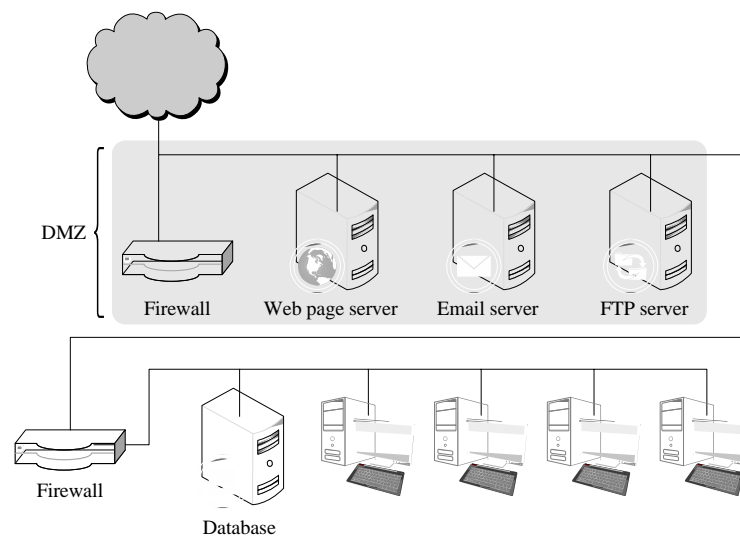 DMZ
Firewall
Web page server
Email server
FTP server
Firewall
Database